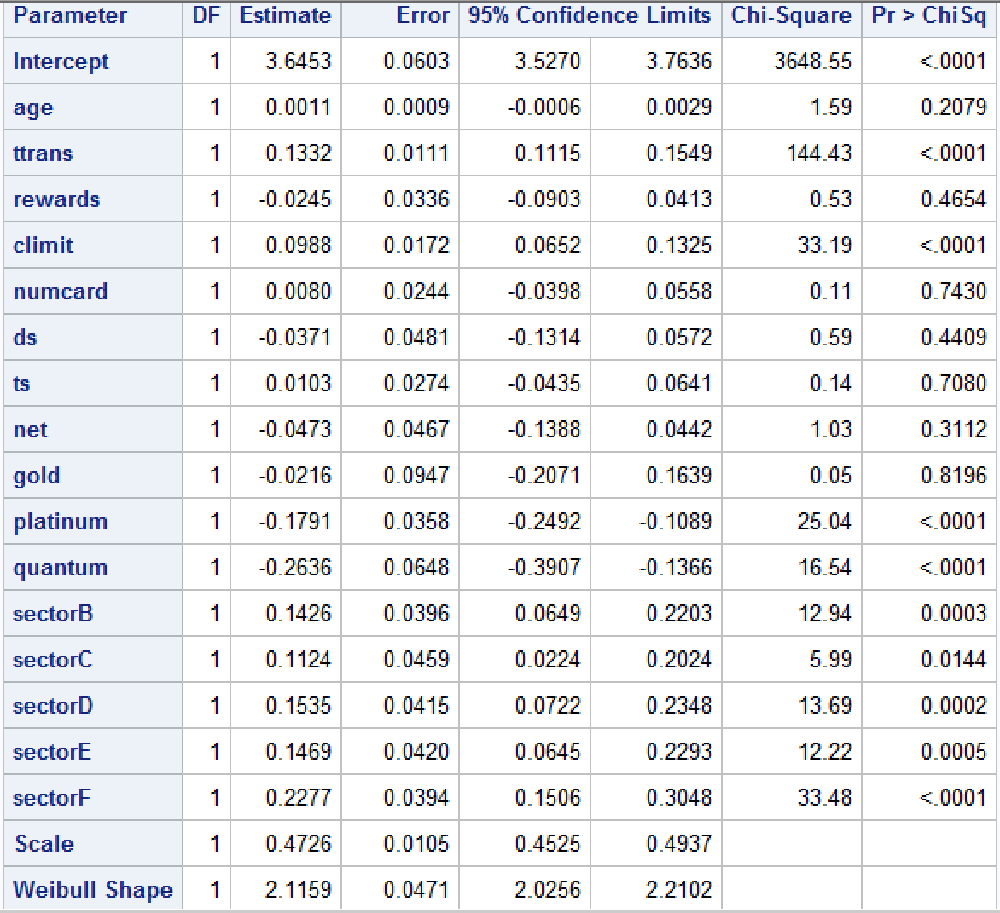 Parameter DF Estimate Error 95% Confidence Limits Chi-Square Pr > ChiSq
Intercept 1 3.6453 0.0603 3.5270 3.7636 3648.55 <.0001
age 1 0.0011 0.0009 -0.0006 0.0029 1.59 0.2079
ttrans 1 0.1332 0.0111 0.1115 0.1549 144.43 <.0001
rewards 1 -0.0245 0.0336 -0.0903 0.0413 0.53 0.4654
climit 1 0.0988 0.0172 0.0652 0.1325 33.19 <.0001
numcard 1 0.0080 0.0244 -0.0398 0.0558 0.11 0.7430
ds 1 -0.0371 0.0481 -0.1314 0.0572 0.59 0.4409
ts 1 0.0103 0.0274 -0.0435 0.0641 0.14 0.7080
net 1 -0.0473 0.0467 -0.1388 0.0442 1.03 0.3112
gold 1 -0.0216 0.0947 -0.2071 0.1639 0.05 0.8196
platinum 1 -0.1791 0.0358 -0.2492 -0.1089 25.04 <.0001
quantum 1 -0.2636 0.0648 -0.3907 -0.1366 16.54 <.0001
sectorB 1 0.1426 0.0396 0.0649 0.2203 12.94 0.0003
sectorC 1 0.1124 0.0459 0.0224 0.2024 5.99 0.0144
sectorD 1 0.1535 0.0415 0.0722 0.2348 13.69 0.0002
sectorE 1 0.1469 0.0420 0.0645 0.2293 12.22 0.0005
sectorF 1 0.2277 0.0394 0.1506 0.3048 33.48 <.0001
Scale 1 0.4726 0.0105 0.4525 0.4937
Weibull Shape 1 2.1159 0.0471 2.0256 2.2102